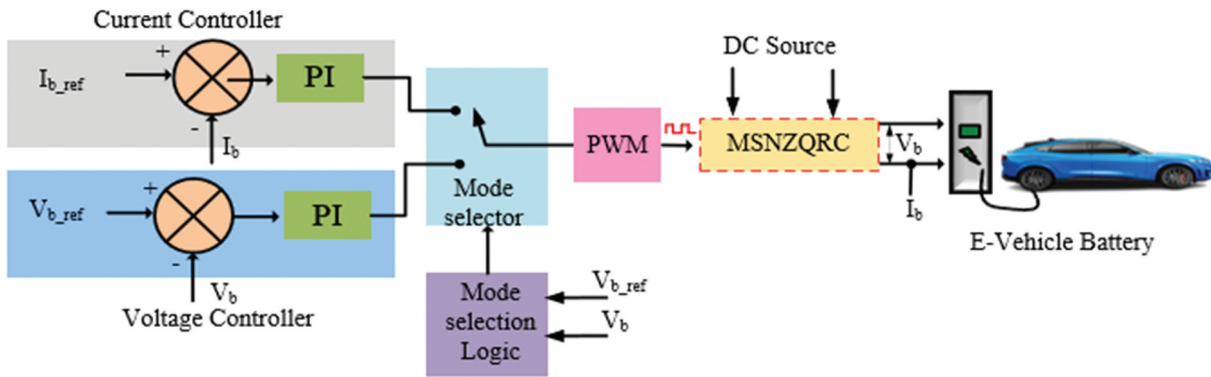 Current Controller
+
I_b_ref
PI
-
I_b
+
V_b_ref
PI
-
V_b
Voltage Controller
Mode
selector
Mode
selection
Logic
V_b_ref
V_b
PWM
DC Source
MSNZQRC
V_b
I_b
E-Vehicle Battery